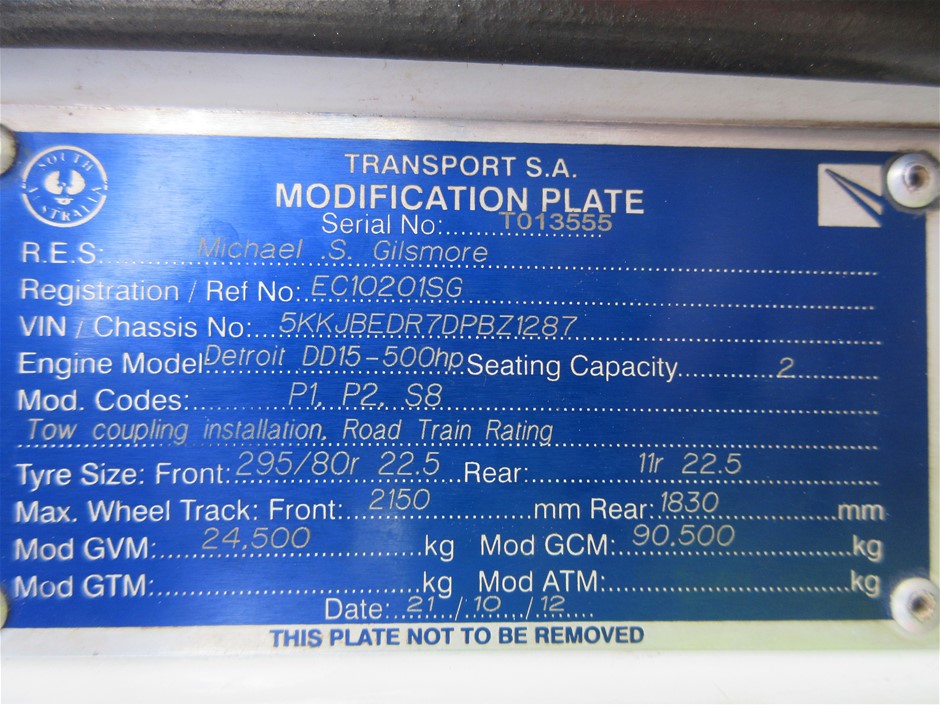 SOUTH AUSTRALIA
TRANSPORT S.A.
MODIFICATION PLATE
Serial No:.....T013555
R.E.S: Michael S. Gilsmore
Registration / Ref No: EC10201SG
VIN / Chassis No: 5KKJBEDR7DPBZ1287
Engine Model: Detroit DD15-500hp Seating Capacity 2
Mod. Codes: P1, P2, S8
Tow coupling installation, Road Train Rating
Tyre Size: Front: 295/80r 22.5 Rear: 11r 22.5
Max. Wheel Track: Front: 2150 mm Rear: 1830 mm
Mod GVM: 24,500 kg Mod GCM: 90,500 kg
Mod GTM: kg Mod ATM: kg
Date: 21 / 10 / 12
THIS PLATE NOT TO BE REMOVED